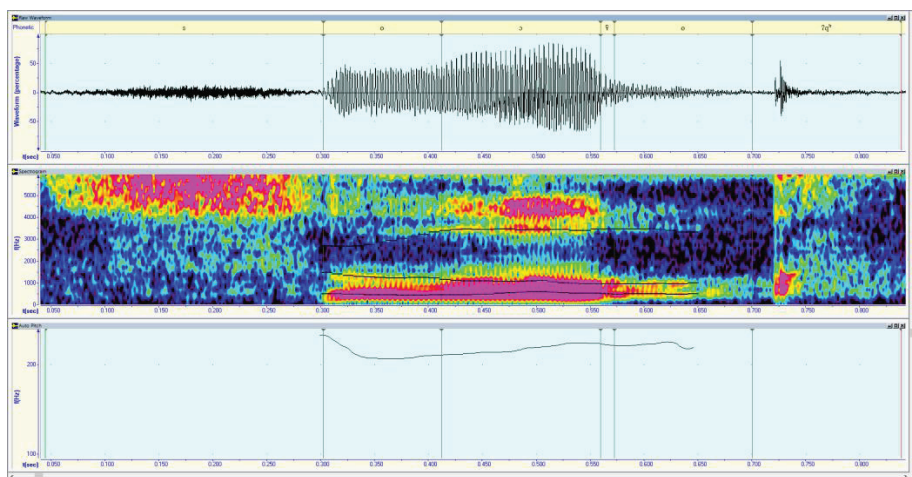 Raw Waveform
Phonetic s ɑ ɔ o ʔqʰ
Waveform (percentage)
50
0
50
t[sec] 0.050 0.100 0.150 0.200 0.250 0.300 0.350 0.400 0.450 0.500 0.550 0.600 0.650 0.700 0.750 0.800
Spectrogram
f(Hz)
5000
4000
3000
2000
1000
0
t[sec] 0.050 0.100 0.150 0.200 0.250 0.300 0.350 0.400 0.450 0.500 0.550 0.600 0.650 0.700 0.750 0.800
Auto Pitch
f(Hz)
200
100
t[sec] 0.050 0.100 0.150 0.200 0.250 0.300 0.350 0.400 0.450 0.500 0.550 0.600 0.650 0.700 0.750 0.800